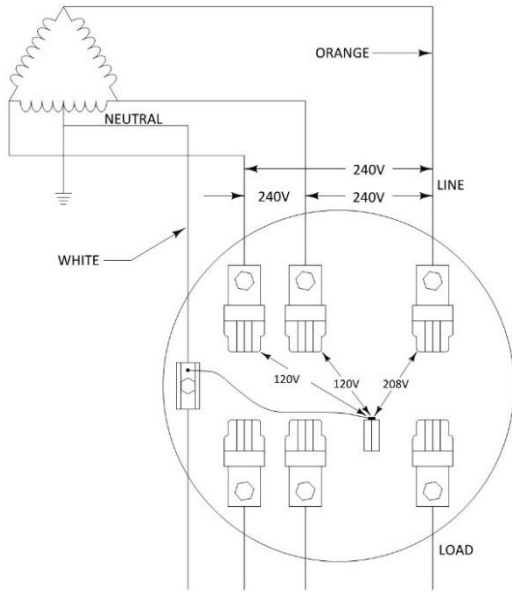 ORANGE
NEUTRAL
240V
LINE
240V
240V
WHITE
120V
120V
208V
LOAD